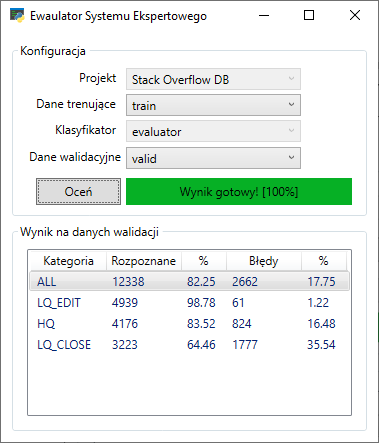 Ewaulator Systemu Ekspertowego
Konfiguracja
Projekt Stack Overflow DB
Dane trenujące train
Klasyfikator evaluator
Dane walidacyjne valid
Oceń Wynik gotowy! [100%]
Wynik na danych walidacji
Kategoria Rozpoznane % Błędy %
ALL 12338 82.25 2662 17.75
LQ_EDIT 4939 98.78 61 1.22
HQ 4176 83.52 824 16.48
LQ_CLOSE 3223 64.46 1777 35.54